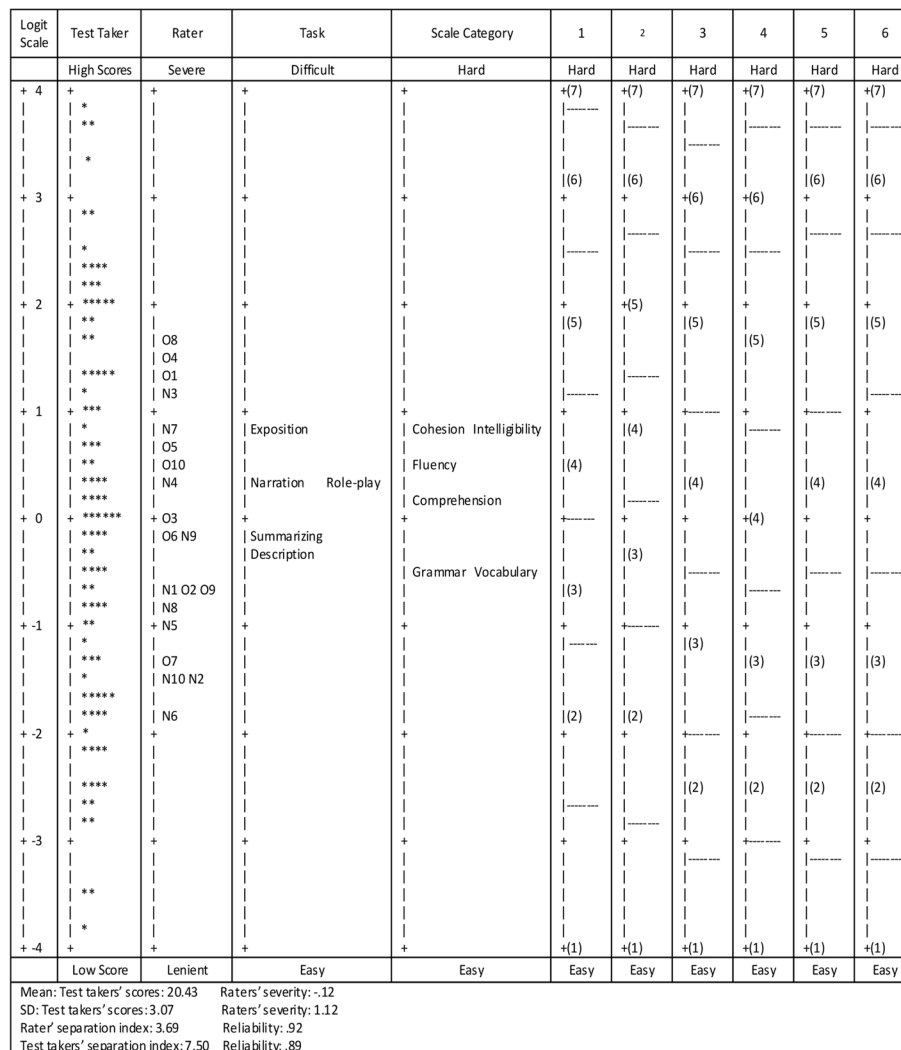 Logit Scale Test Taker Rater Task Scale Category 1 2 3 4 5 6
High Scores Severe Difficult Hard Hard Hard Hard Hard Hard Hard
+ 4 + + + + +(7) +(7) +(7) +(7) +(7) +(7)
| | * | | | |-------- | | | | |
| | ** | | | | |-------- | |-------- |-------- |--------
| | | | | | | |-------- | | |
| | * | | | | | | | | |
| | | | | |(6) |(6) | | |(6) |(6)
+ 3 + + + + + + +(6) +(6) + +
| | ** | | | | | | | | |
| | | | | | |-------- | | |-------- |--------
| | * | | | |-------- | |-------- |-------- | |
| | **** | | | | | | | | |
| | *** | | | | | | | | |
+ 2 + ***** + + + + +(5) + + + +
| | ** | | | |(5) | |(5) | |(5) |(5)
| | ** | O8 | | | | | |(5) | |
| | | O4 | | | | | | | |
| | ***** | O1 | | | |-------- | | | |
| | * | N3 | | |-------- | | | | |--------
+ 1 + *** + + + + + +-------- + +-------- +
| | * | N7 | Exposition | Cohesion Intelligibility | |(4) | |-------- | |
| | *** | O5 | | | | | | | |
| | ** | O10 | | Fluency |(4) | | | | |
| | **** | N4 | Narration Role-play | | | |(4) | |(4) |(4)
| | **** | | | Comprehension | |-------- | | | |
+ 0 + ****** + O3 + + +-------- + + +(4) + +
| | **** | O6 N9 | Summarizing | | | | | | |
| | ** | | Description | | |(3) | | | |
| | **** | | | Grammar Vocabulary | | |-------- | |-------- |--------
| | ** | N1 O2 O9 | | |(3) | | |-------- | |
| | **** | N8 | | | | | | | |
+ -1 + ** + N5 + + + +-------- + + + +
| | * | | | | ------- | |(3) | | |
| | *** | O7 | | | | | |(3) |(3) |(3)
| | * | N10 N2 | | | | | | | |
| | ***** | | | | | | | | |
| | **** | N6 | | |(2) |(2) | |-------- | |
+ -2 + * + + + + + +-------- + +-------- +--------
| | **** | | | | | | | | |
| | | | | | | | | | |
| | **** | | | | | |(2) |(2) |(2) |(2)
| | ** | | | |-------- | | | | |
| | ** | | | | |-------- | | | |
+ -3 + + + + + + + +-------- + +
| | | | | | | |-------- | |-------- |--------
| | | | | | | | | | |
| | ** | | | | | | | | |
| | | | | | | | | | |
| | * | | | | | | | | |
+ -4 + + + + +(1) +(1) +(1) +(1) +(1) +(1)
Low Score Lenient Easy Easy Easy Easy Easy Easy Easy Easy
Mean: Test takers' scores: 20.43 Raters' severity: -.12
SD: Test takers' scores: 3.07 Raters' severity: 1.12
Rater' separation index: 3.69 Reliability: .92
Test takers' separation index: 7.50 Reliability: .89